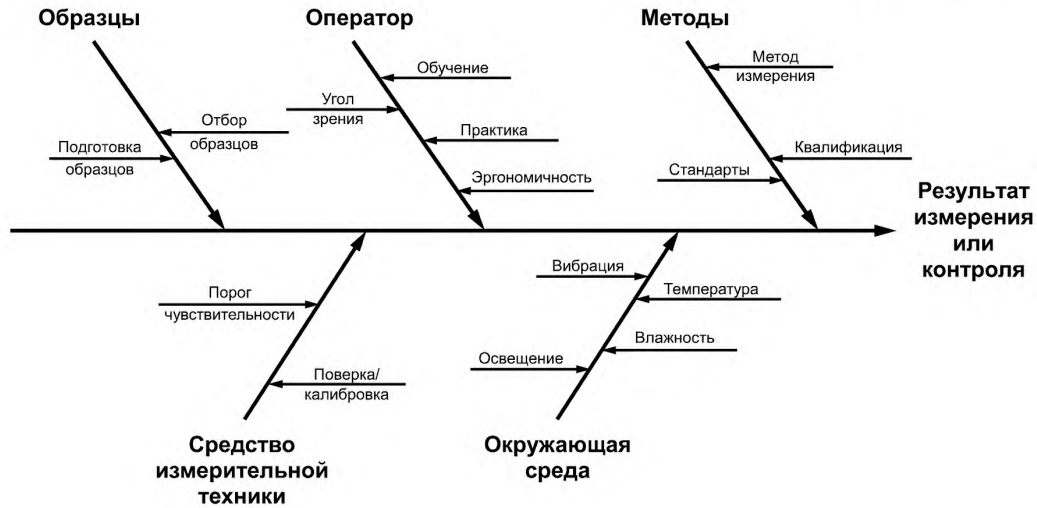 Образцы
Оператор
Методы
Обучение
Метод
измерения
Угол
зрения
Отбор
образцов
Практика
Подготовка
образцов
Квалификация
Стандарты
Эргономичность
Результат
измерения
или
контроля
Вибрация
Температура
Порог
чувствительности
Влажность
Освещение
Поверка/
калибровка
Средство
измерительной
техники
Окружающая
среда